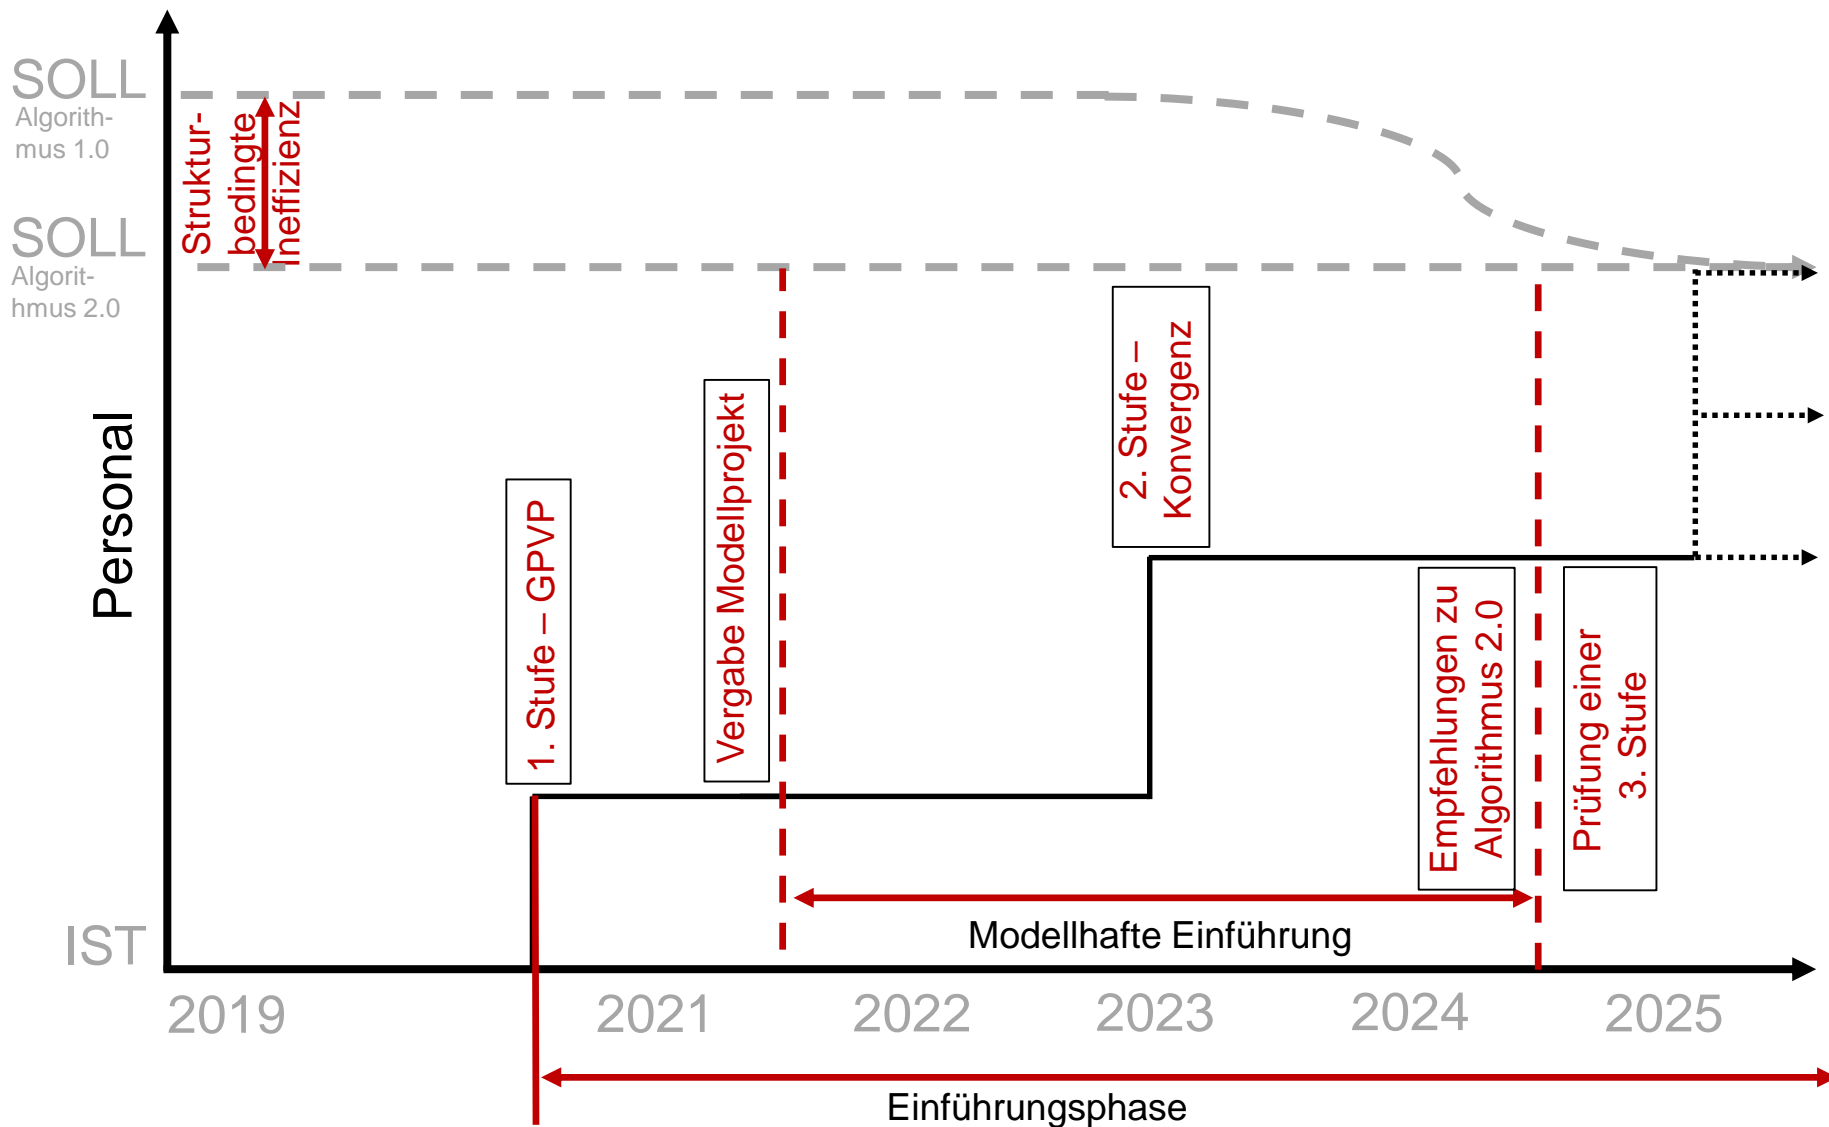 SOLL
Algorith-
mus 1.0
SOLL
Algorit-
hmus 2.0
Struktur-
bedingte
Ineffizienz
Personal
IST
1. Stufe – GPVP
Vergabe Modellprojekt
2. Stufe –
Konvergenz
Empfehlungen zu
Algorithmus 2.0
Prüfung einer
3. Stufe
Modellhafte Einführung
2019
2021
2022
2023
2024
2025
Einführungsphase